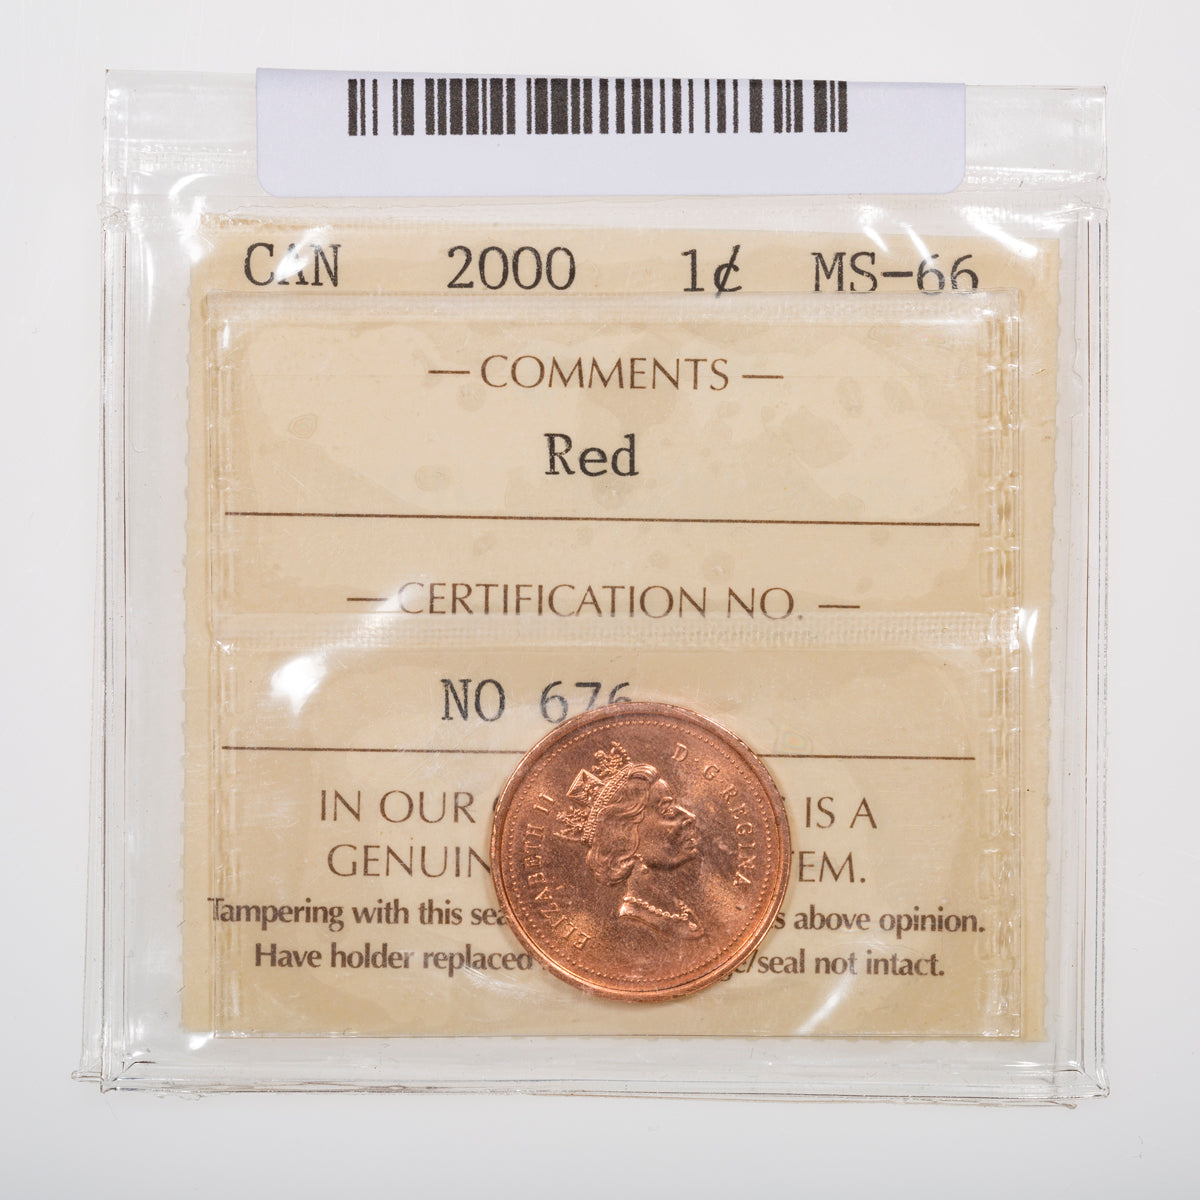 CAN 2000 1¢ MS-66
— COMMENTS —
Red
— CERTIFICATION NO. —
NO 676
IN OUR IS A
GENUIN EM.
Tampering with this sea s above opinion.
Have holder replaced e/seal not intact.
ELIZABETH II D·G·REGINA